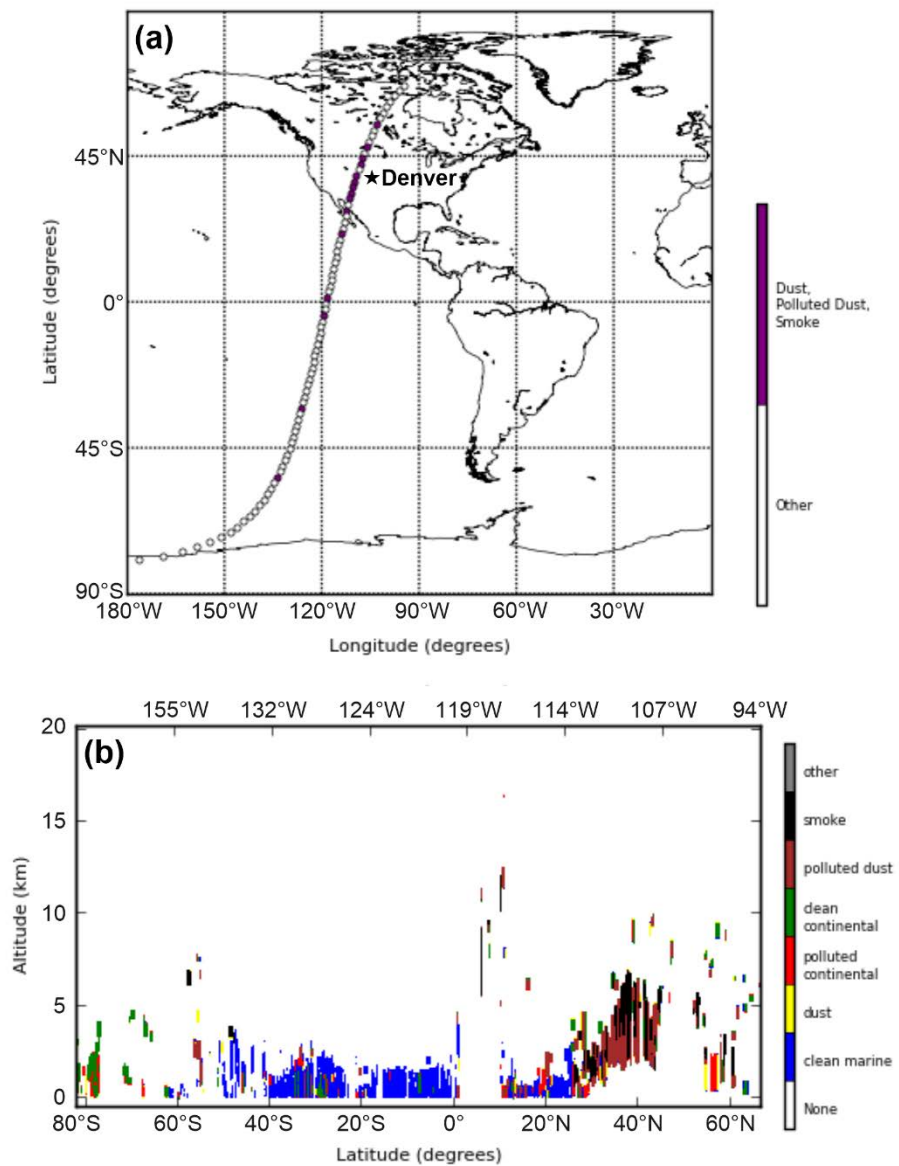 (a)
45°N
★Denver
0°
45°S
90°S
180°W 150°W 120°W 90°W 60°W 30°W
Latitude (degrees)
Longitude (degrees)
Dust,
Polluted Dust,
Smoke
Other
155°W 132°W 124°W 119°W 114°W 107°W 94°W
(b)
20
15
10
5
0
Altitude (km)
80°S 60°S 40°S 20°S 0°S 20°N 40°N 60°N
Latitude (degrees)
other
smoke
polluted dust
clean
continental
polluted
continental
dust
clean marine
None